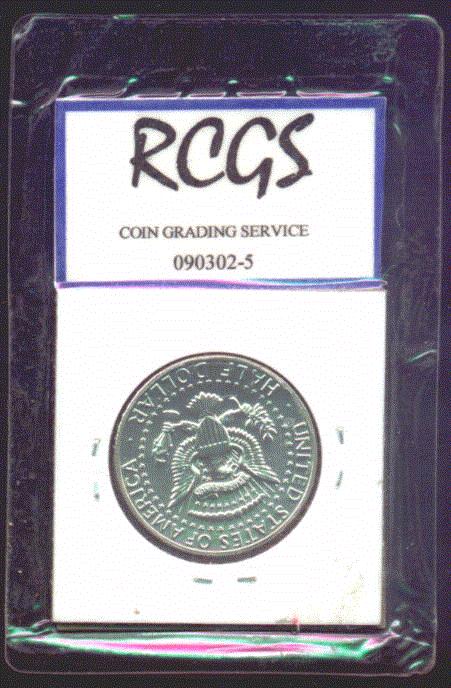 RCGS
COIN GRADING SERVICE
090302-5
UNITED STATES OF AMERICA
· HALF DOLLAR ·